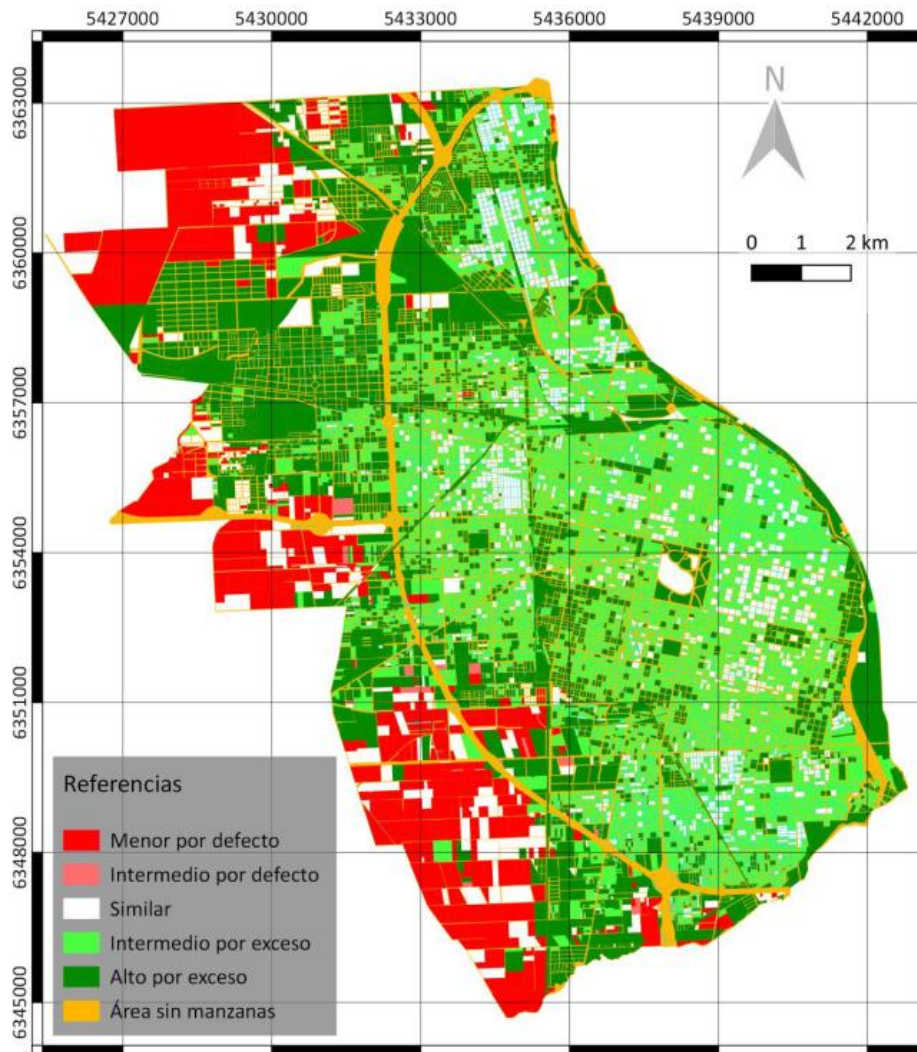 5427000 5430000 5433000 5436000 5439000 5442000
6363000
N
0 1 2 km
6360000
6357000
6354000
6351000
Referencias
Menor por defecto
6348000
Intermedio por defecto
Similar
Intermedio por exceso
Alto por exceso
6345000
Área sin manzanas